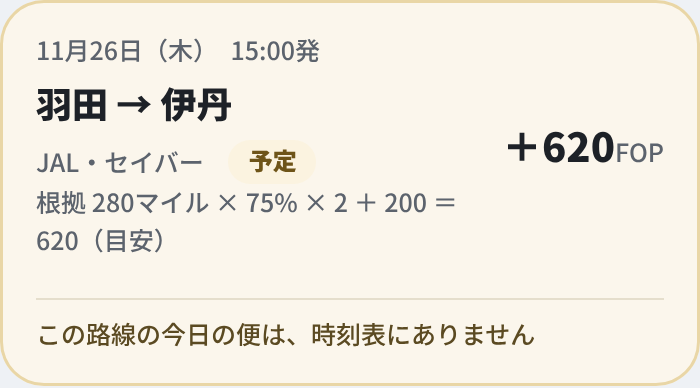 11月26日（木） 15:00発
羽田 → 伊丹
JAL・セイバー 予定
＋620FOP
根拠 280マイル × 75% × 2 ＋ 200 ＝
620（目安）
この路線の今日の便は、時刻表にありません